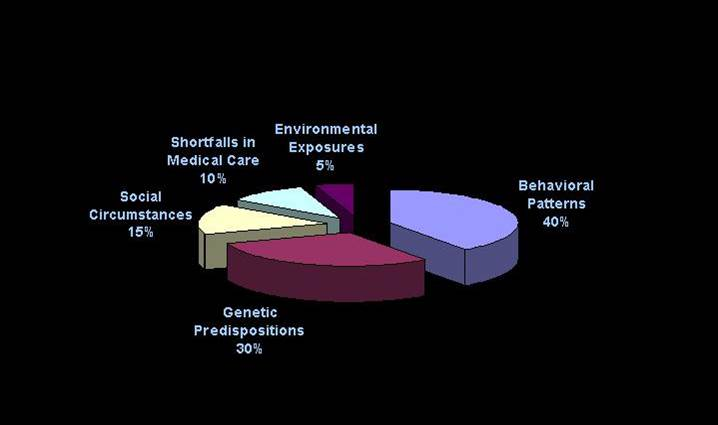 Environmental
Exposures
5%
Shortfalls in
Medical Care
10%
Social
Circumstances
15%
Behavioral
Patterns
40%
Genetic
Predispositions
30%